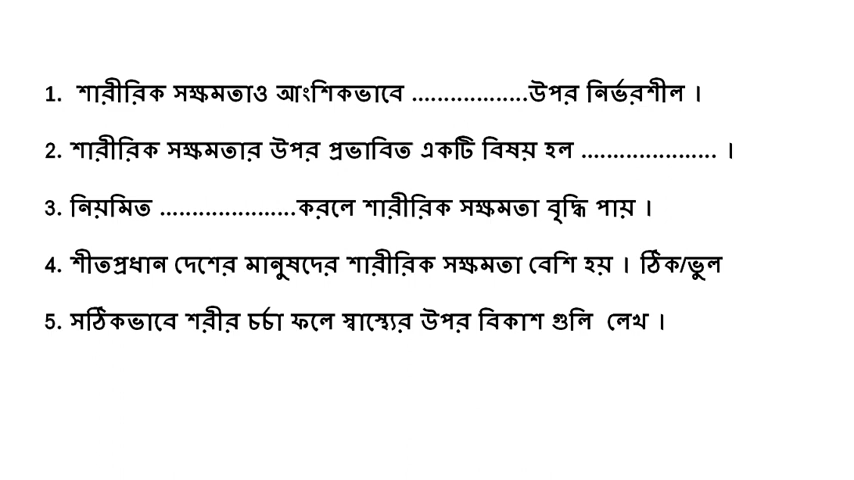 1. শারীরিক সক্ষমতাও আংশিকভাবে ..................উপর নির্ভরশীল ।
2. শারীরিক সক্ষমতার উপর প্রভাবিত একটি বিষয় হল ..................... ।
3. নিয়মিত .....................করলে শারীরিক সক্ষমতা বৃদ্ধি পায় ।
4. শীতপ্রধান দেশের মানুষদের শারীরিক সক্ষমতা বেশি হয় । ঠিক/ভুল
5. সঠিকভাবে শরীর চর্চা ফলে স্বাস্থ্যের উপর বিকাশ গুলি লেখ ।